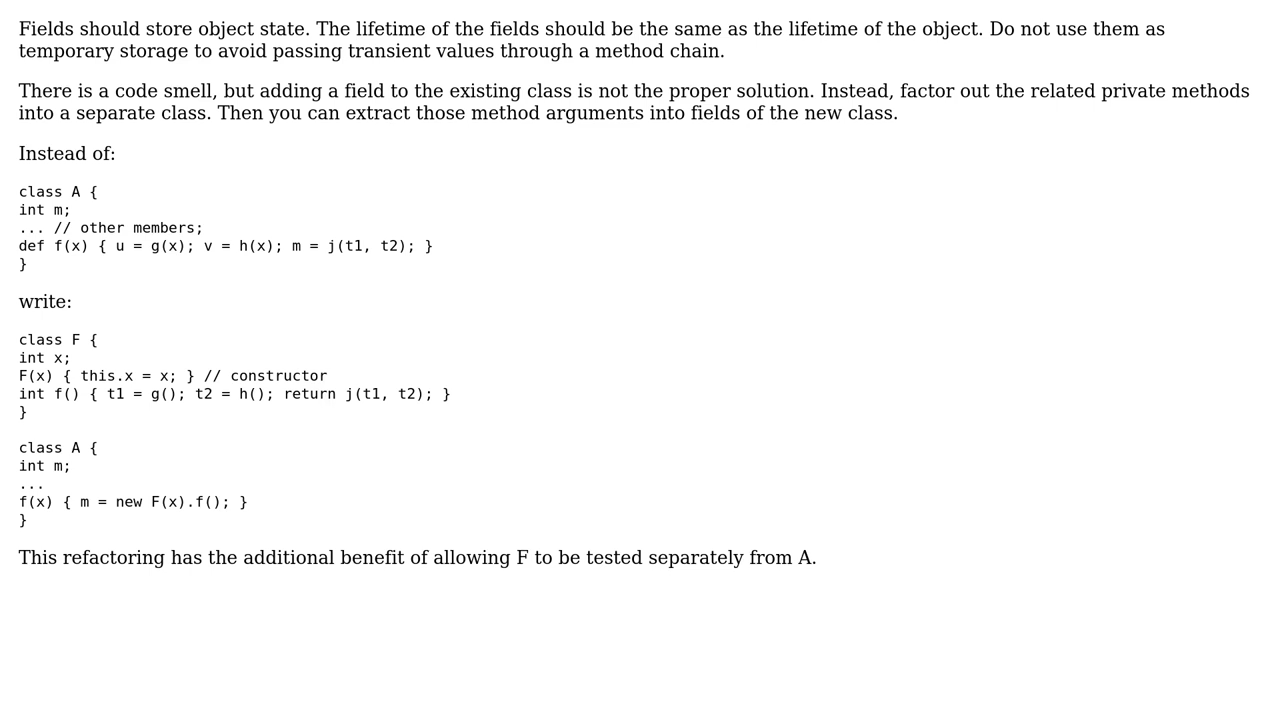 Fields should store object state. The lifetime of the fields should be the same as the lifetime of the object. Do not use them as
temporary storage to avoid passing transient values through a method chain.
There is a code smell, but adding a field to the existing class is not the proper solution. Instead, factor out the related private methods
into a separate class. Then you can extract those method arguments into fields of the new class.
Instead of:
class A {
int m;
... // other members;
def f(x) { u = g(x); v = h(x); m = j(t1, t2); }
}
write:
class F {
int x;
F(x) { this.x = x; } // constructor
int f() { t1 = g(); t2 = h(); return j(t1, t2); }
}
class A {
int m;
...
f(x) { m = new F(x).f(); }
}
This refactoring has the additional benefit of allowing F to be tested separately from A.